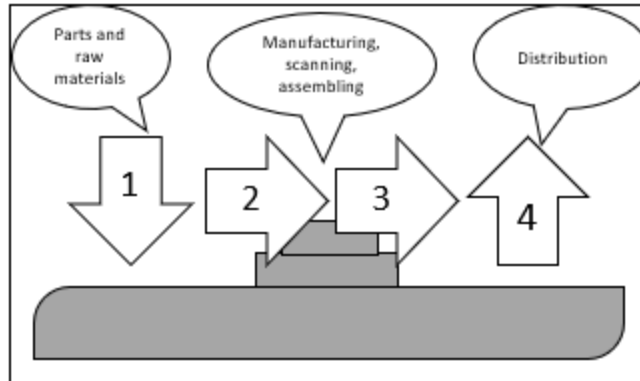 Parts and
raw
materials
Manufacturing,
scanning,
assembling
Distribution
1
2
3
4